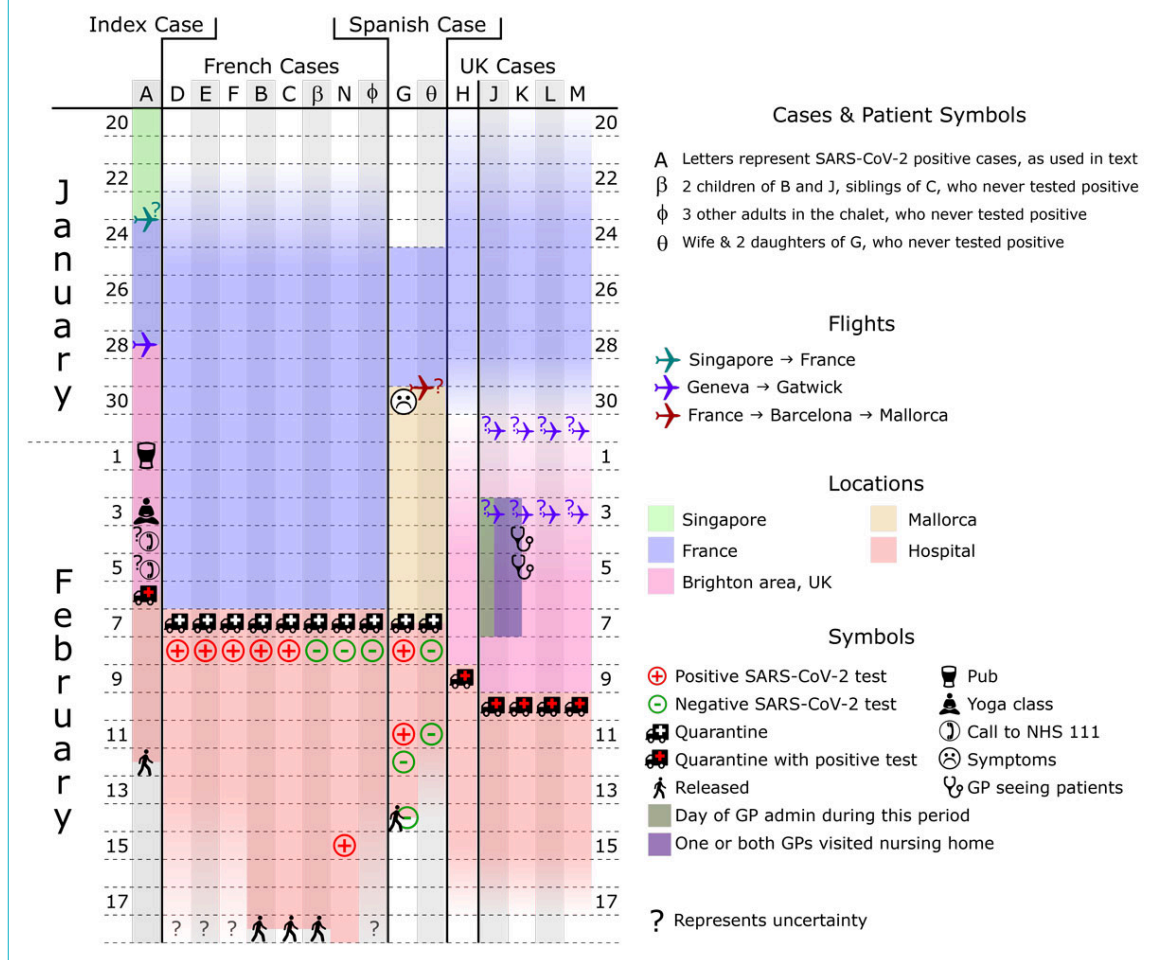 Index Case
Spanish Case
French Cases
UK Cases
A D E F B C β N ϕ G θ H J K L M
January
February
20 20
22 22
?
24 24
26 26
28 28
?
30 30
? ? ? ?
1 1
3 ? ? ? ? 3
?
? 5 5
7 7
9 9
11 11
13 13
15 15
17 17
? ? ? ?
Cases & Patient Symbols
A Letters represent SARS-CoV-2 positive cases, as used in text
β 2 children of B and J, siblings of C, who never tested positive
ϕ 3 other adults in the chalet, who never tested positive
θ Wife & 2 daughters of G, who never tested positive
Flights
Singapore → France
Geneva → Gatwick
France → Barcelona → Mallorca
Locations
Singapore Mallorca
France Hospital
Brighton area, UK
Symbols
Positive SARS-CoV-2 test Pub
Negative SARS-CoV-2 test Yoga class
Quarantine Call to NHS 111
Quarantine with positive test Symptoms
Released GP seeing patients
Day of GP admin during this period
One or both GPs visited nursing home
? Represents uncertainty